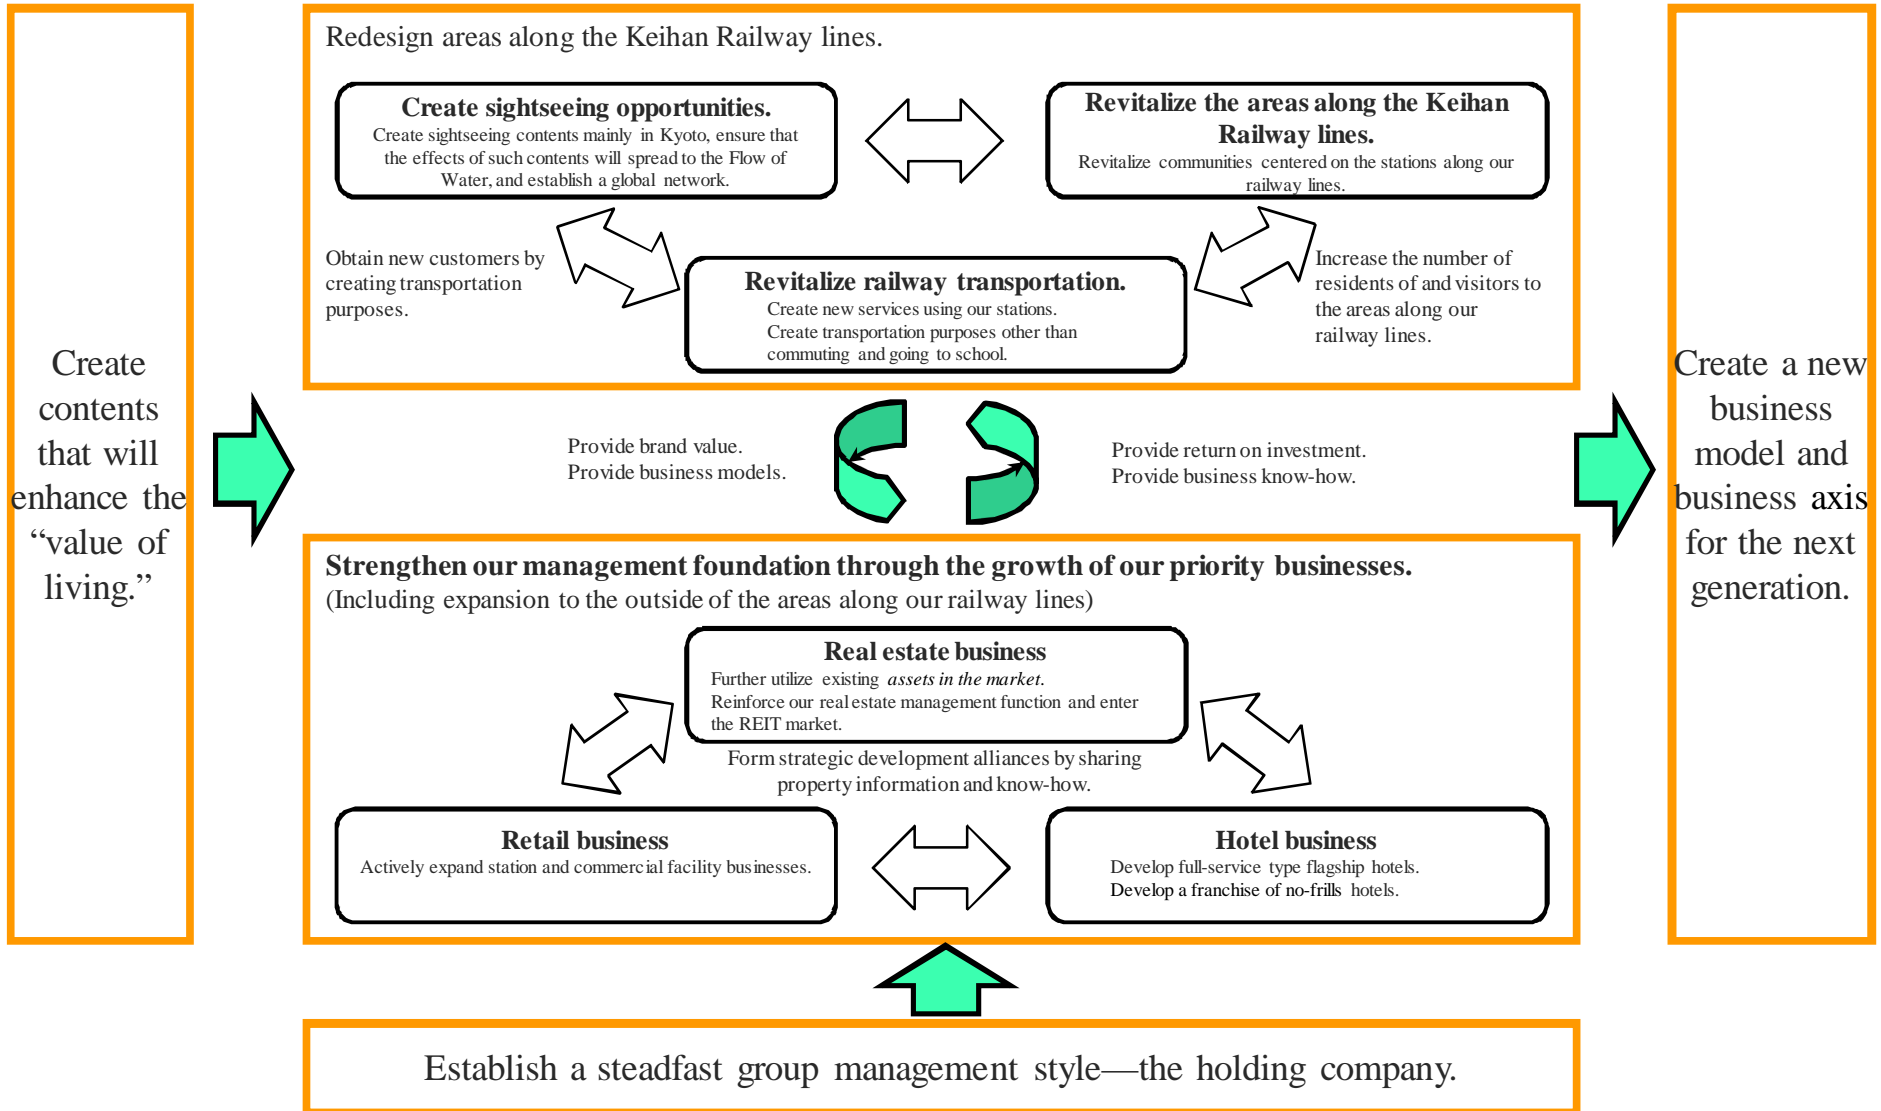 Redesign areas along the Keihan Railway lines.
Create sightseeing opportunities.
Create sightseeing contents mainly in Kyoto, ensure that
the effects of such contents will spread to the Flow of
Water, and establish a global network.
Revitalize the areas along the Keihan
Railway lines.
Revitalize communities centered on the stations along our
railway lines.
Obtain new customers by
creating transportation
purposes.
Revitalize railway transportation.
Create new services using our stations.
Create transportation purposes other than
commuting and going to school.
Increase the number of
residents of and visitors to
the areas along our
railway lines.
Create
contents
that will
enhance the
“value of
living.”
Provide brand value.
Provide business models.
Provide return on investment.
Provide business know-how.
Create a new
business
model and
business axis
for the next
generation.
Strengthen our management foundation through the growth of our priority businesses.
(Including expansion to the outside of the areas along our railway lines)
Real estate business
Further utilize existing assets in the market.
Reinforce our real estate management function and enter
the REIT market.
Form strategic development alliances by sharing
property information and know-how.
Retail business
Actively expand station and commercial facility businesses.
Hotel business
Develop full-service type flagship hotels.
Develop a franchise of no-frills hotels.
Establish a steadfast group management style—the holding company.